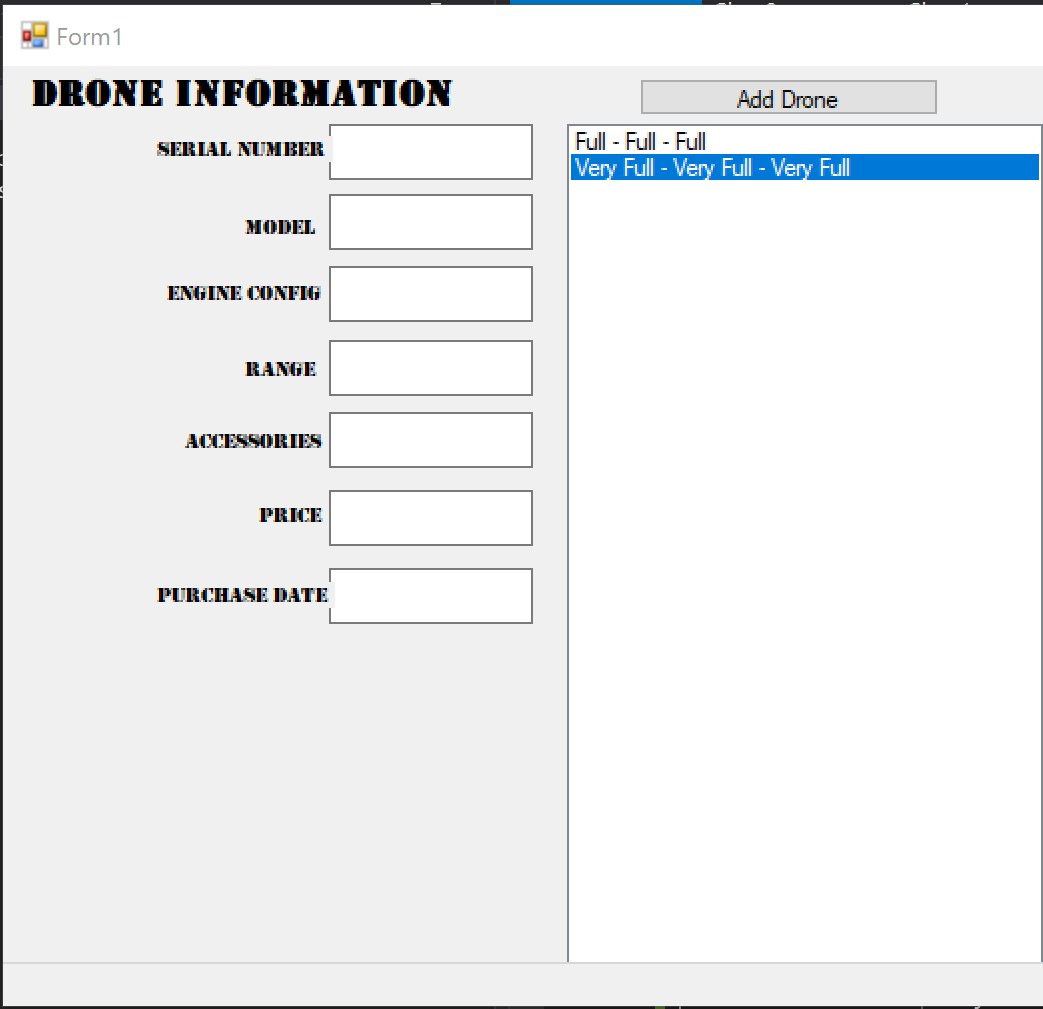 Form1
DRONE INFORMATION
Add Drone
SERIAL NUMBER
MODEL
ENGINE CONFIG
RANGE
ACCESSORIES
PRICE
PURCHASE DATE
Full - Full - Full
Very Full - Very Full - Very Full